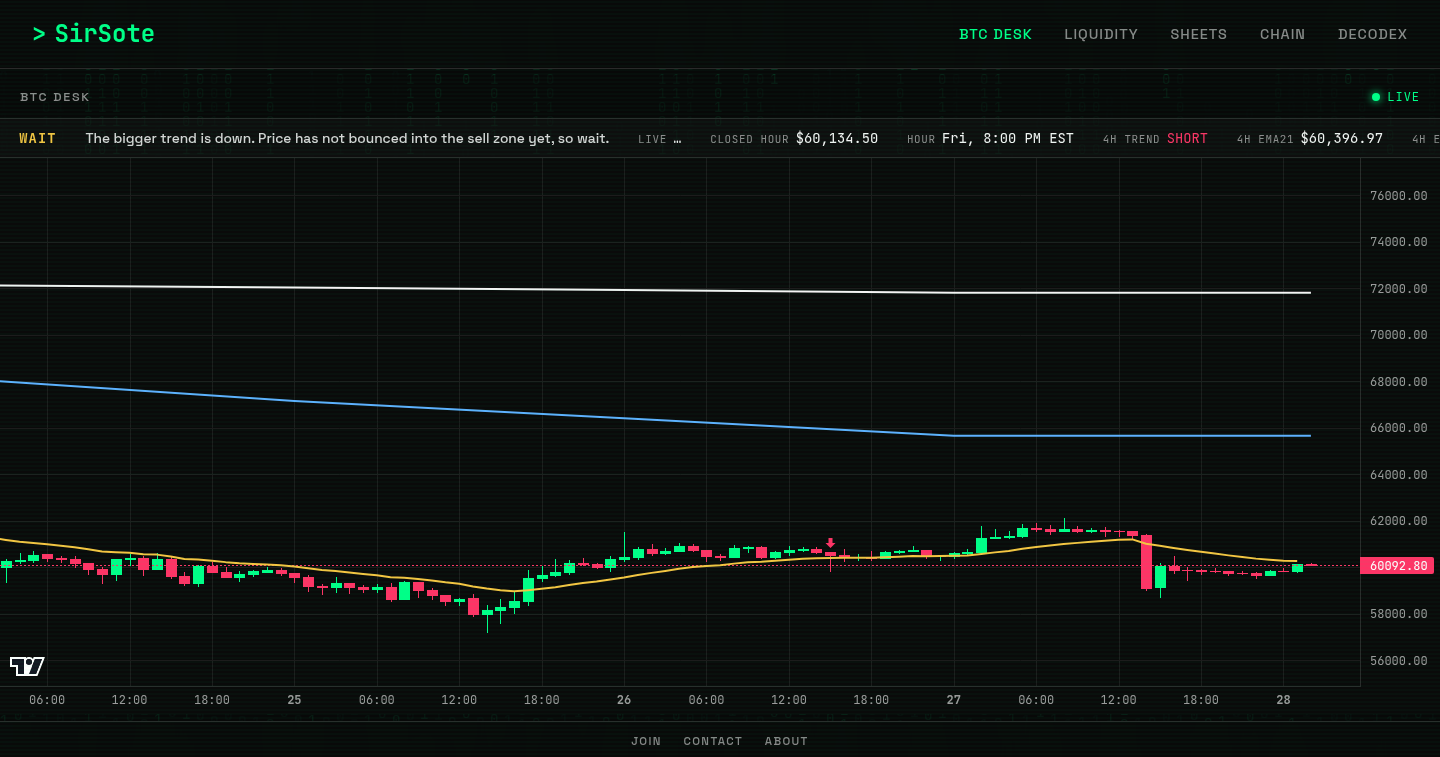 > SirSote
BTC DESK LIQUIDITY SHEETS CHAIN DECODEX
BTC DESK
LIVE
WAIT The bigger trend is down. Price has not bounced into the sell zone yet, so wait. LIVE … CLOSED HOUR $60,134.50 HOUR Fri, 8:00 PM EST 4H TREND SHORT 4H EMA21 $60,396.97 4H E
76000.00
74000.00
72000.00
70000.00
68000.00
66000.00
64000.00
62000.00
60092.80
58000.00
56000.00
06:00 12:00 18:00 25 06:00 12:00 18:00 26 06:00 12:00 18:00 27 06:00 12:00 18:00 28
JOIN CONTACT ABOUT